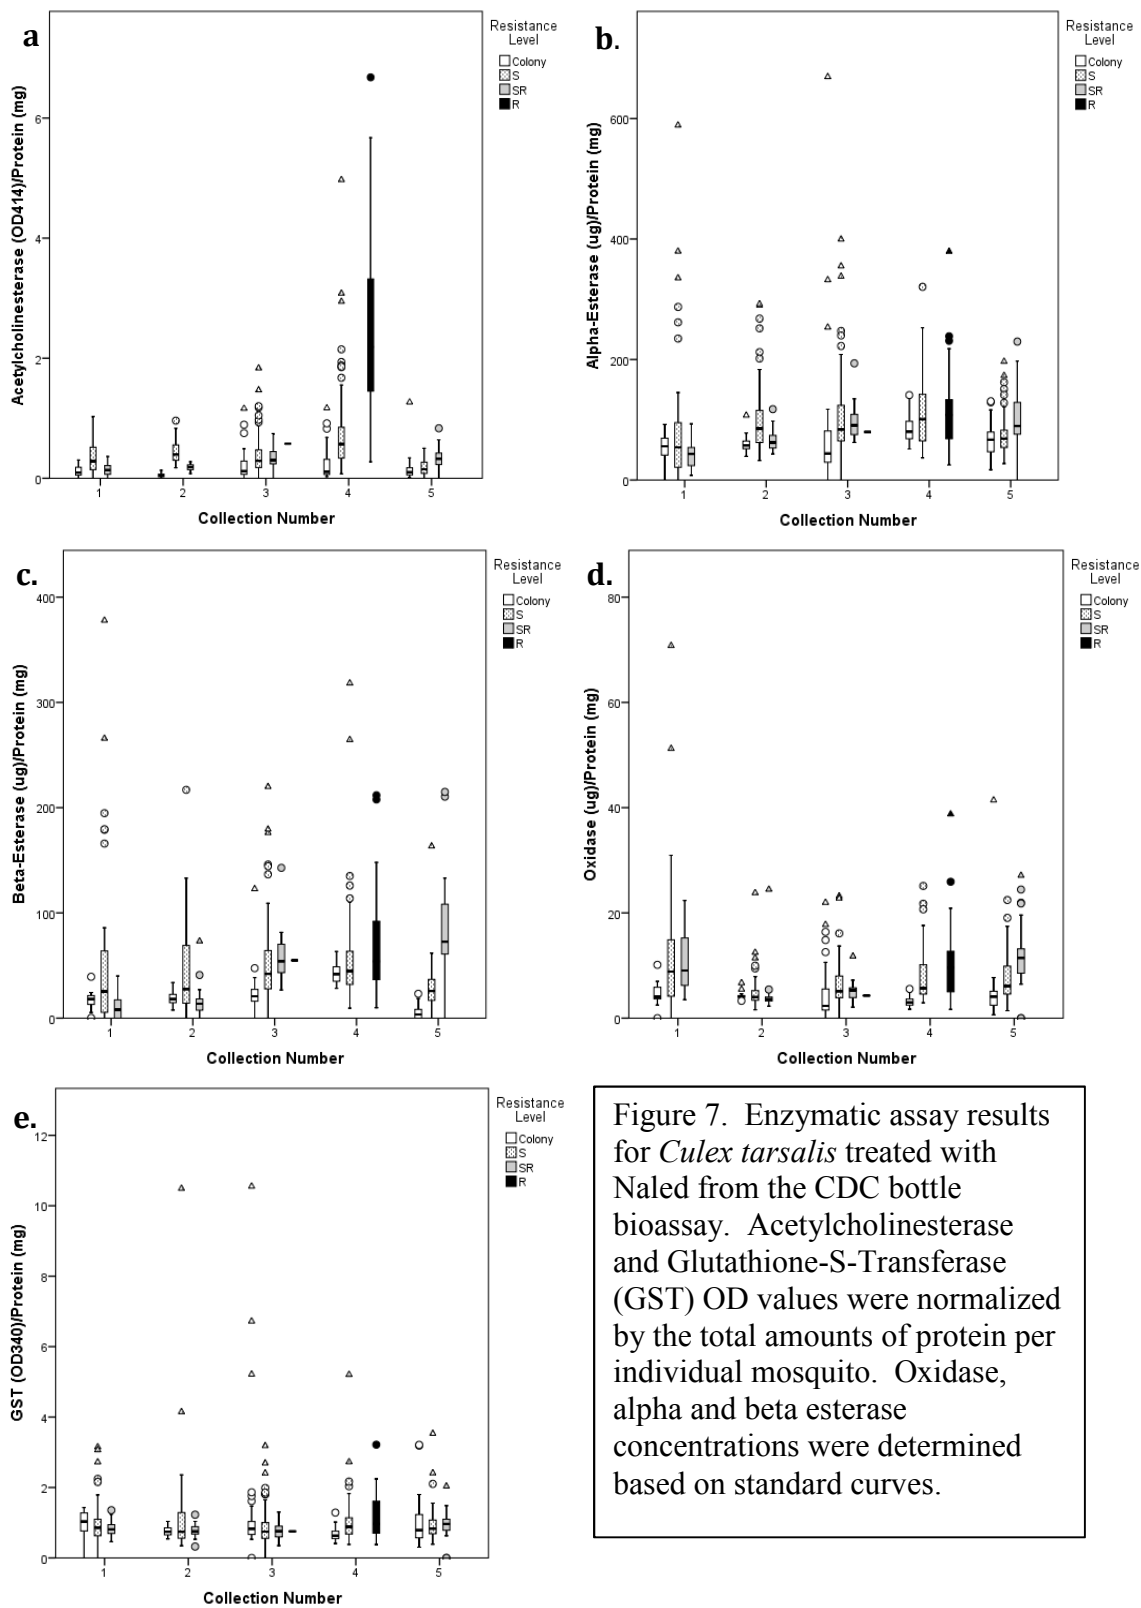 a
Acetylcholinesterase (OD414)/Protein (mg)
6
4
2
0
1 2 3 4 5
Collection Number
Resistance
Level
Colony
S
SR
R
b.
Alpha-Esterase (ug)/Protein (mg)
600
400
200
0
1 2 3 4 5
Collection Number
Resistance
Level
Colony
S
SR
R
c.
Beta-Esterase (ug)/Protein (mg)
400
300
200
100
0
1 2 3 4 5
Collection Number
Resistance
Level
Colony
S
SR
R
d.
Oxidase (ug)/Protein (mg)
80
60
40
20
0
1 2 3 4 5
Collection Number
Resistance
Level
Colony
S
SR
R
e.
GST (OD340)/Protein (mg)
12
10
8
6
4
2
0
1 2 3 4 5
Collection Number
Resistance
Level
Colony
S
SR
R
Figure 7. Enzymatic assay results
for Culex tarsalis treated with
Naled from the CDC bottle
bioassay. Acetylcholinesterase
and Glutathione-S-Transferase
(GST) OD values were normalized
by the total amounts of protein per
individual mosquito. Oxidase,
alpha and beta esterase
concentrations were determined
based on standard curves.